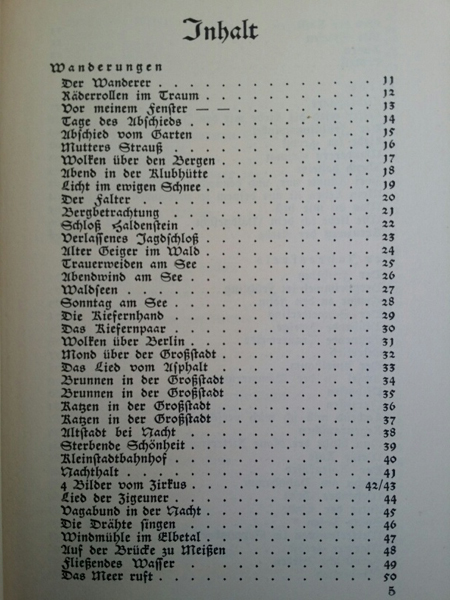 Inhalt
Wanderungen
Der Wanderer . . . . . . . . . . . . 11
Räderrollen im Traum . . . . . . . . . . 12
Vor meinem Fenster — — . . . . . . . . . 13
Tage des Abschieds . . . . . . . . . . . 14
Abschied vom Garten . . . . . . . . . . 15
Mutters Strauß . . . . . . . . . . . . 16
Wolken über den Bergen . . . . . . . . . 17
Abend in der Klubhütte . . . . . . . . . 18
Licht im ewigen Schnee . . . . . . . . . 19
Der Falter . . . . . . . . . . . . . 20
Bergbetrachtung . . . . . . . . . . . 21
Schloß Haldenstein . . . . . . . . . . 22
Verlassenes Jagdschloß . . . . . . . . . 23
Alter Geiger im Wald . . . . . . . . . . 24
Trauerweiden am See . . . . . . . . . . 25
Abendwind am See . . . . . . . . . . . 26
Waldseen . . . . . . . . . . . . . 27
Sonntag am See . . . . . . . . . . . . 28
Die Kiefernhand . . . . . . . . . . . 29
Das Kiefernpaar . . . . . . . . . . . 30
Wolken über Berlin . . . . . . . . . . 31
Mond über der Großstadt . . . . . . . . . 32
Das Lied vom Asphalt . . . . . . . . . . 33
Brunnen in der Großstadt . . . . . . . . 34
Brunnen in der Großstadt . . . . . . . . 35
Katzen in der Großstadt . . . . . . . . . 36
Katzen in der Großstadt . . . . . . . . . 37
Altstadt bei Nacht . . . . . . . . . . 38
Sterbende Schönheit . . . . . . . . . . 39
Kleinstadtbahnhof . . . . . . . . . . 40
Nachthalt . . . . . . . . . . . . . 41
4 Bilder vom Zirkus . . . . . . . . . . 42/43
Lied der Zigeuner . . . . . . . . . . . 44
Vagabund in der Nacht . . . . . . . . . . 45
Die Drähte singen . . . . . . . . . . . 46
Windmühle im Elbetal . . . . . . . . . . 47
Auf der Brücke zu Meißen . . . . . . . . 48
Fließendes Wasser . . . . . . . . . . . 49
Das Meer ruft . . . . . . . . . . . . 50
5